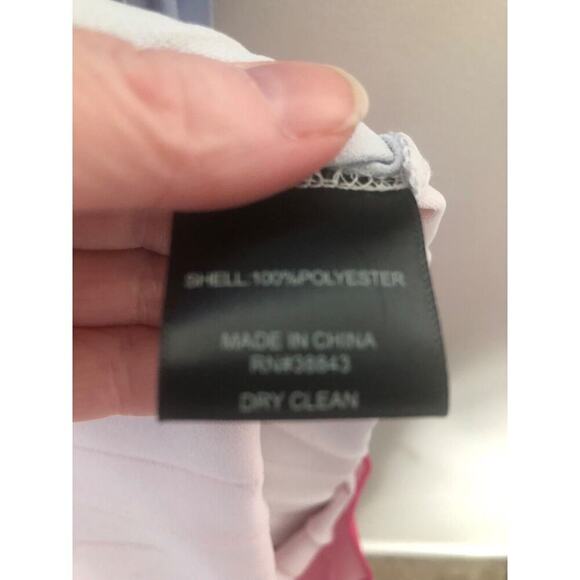 SHELL:100%POLYESTER
MADE IN CHINA
RN#38843
DRY CLEAN